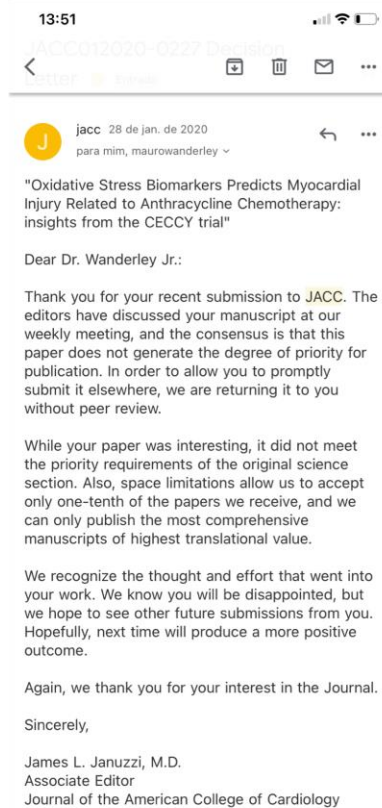 13:51
JACC012020-0227 Decision
Letter
jacc 28 de jan. de 2020
J
para mim, maurowanderley
"Oxidative Stress Biomarkers Predicts Myocardial
Injury Related to Anthracycline Chemotherapy:
insights from the CECCY trial"
Dear Dr. Wanderley Jr.:
Thank you for your recent submission to JACC. The
editors have discussed your manuscript at our
weekly meeting, and the consensus is that this
paper does not generate the degree of priority for
publication. In order to allow you to promptly
submit it elsewhere, we are returning it to you
without peer review.
While your paper was interesting, it did not meet
the priority requirements of the original science
section. Also, space limitations allow us to accept
only one-tenth of the papers we receive, and we
can only publish the most comprehensive
manuscripts of highest translational value.
We recognize the thought and effort that went into
your work. We know you will be disappointed, but
we hope to see other future submissions from you.
Hopefully, next time will produce a more positive
outcome.
Again, we thank you for your interest in the Journal.
Sincerely,
James L. Januzzi, M.D.
Associate Editor
Journal of the American College of Cardiology